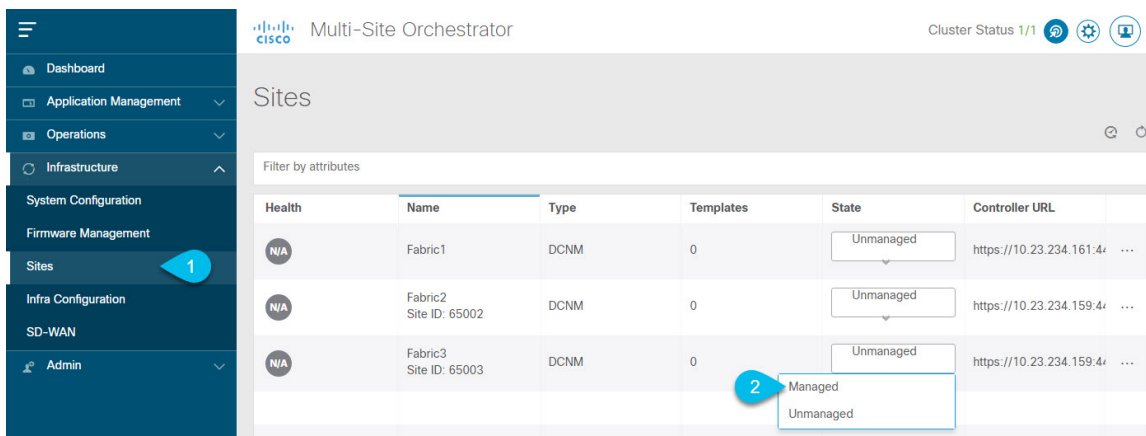 CISCO
Multi-Site Orchestrator
Cluster Status 1/1
Dashboard
Application Management
Operations
Infrastructure
System Configuration
Firmware Management
Sites
1
Infra Configuration
SD-WAN
Admin
Sites
Filter by attributes
Health Name Type Templates State Controller URL
N/A Fabric1 DCNM 0 Unmanaged https://10.23.234.161:44 ...
N/A Fabric2 DCNM 0 Unmanaged https://10.23.234.159:44 ...
Site ID: 65002
N/A Fabric3 DCNM 0 Unmanaged https://10.23.234.159:44 ...
Site ID: 65003
2 Managed
Unmanaged